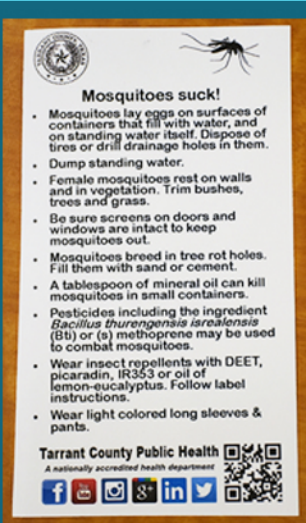 TARRANT COUNTY TEXAS
Mosquitoes suck!
• Mosquitoes lay eggs on surfaces of
containers that fill with water, and
on standing water itself. Dispose of
tires or drill drainage holes in them.
• Dump standing water.
• Female mosquitoes rest on walls
and in vegetation. Trim bushes,
trees and grass.
• Be sure screens on doors and
windows are intact to keep
mosquitoes out.
• Mosquitoes breed in tree rot holes.
Fill them with sand or cement.
• A tablespoon of mineral oil can kill
mosquitoes in small containers.
• Pesticides including the ingredient
Bacillus thurengensis isrealensis
(Bti) or (s) methoprene may be used
to combat mosquitoes.
• Wear insect repellents with DEET,
picaradin, IR353 or oil of
lemon-eucalyptus. Follow label
instructions.
• Wear light colored long sleeves &
pants.
Tarrant County Public Health
A nationally accredited health department